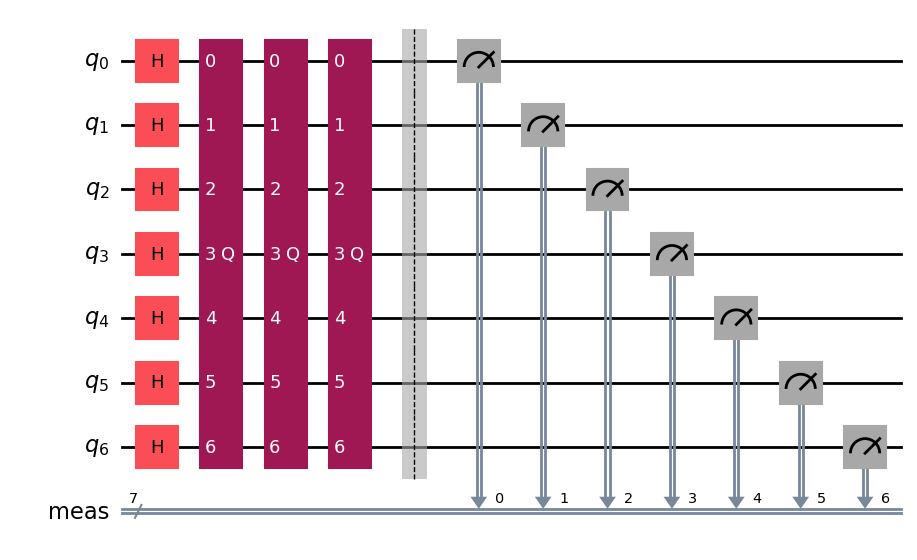 q0 H 0 0 0
q1 H 1 1 1
q2 H 2 2 2
q3 H 3 Q 3 Q 3 Q
q4 H 4 4 4
q5 H 5 5 5
q6 H 6 6 6
meas 7 0 1 2 3 4 5 6